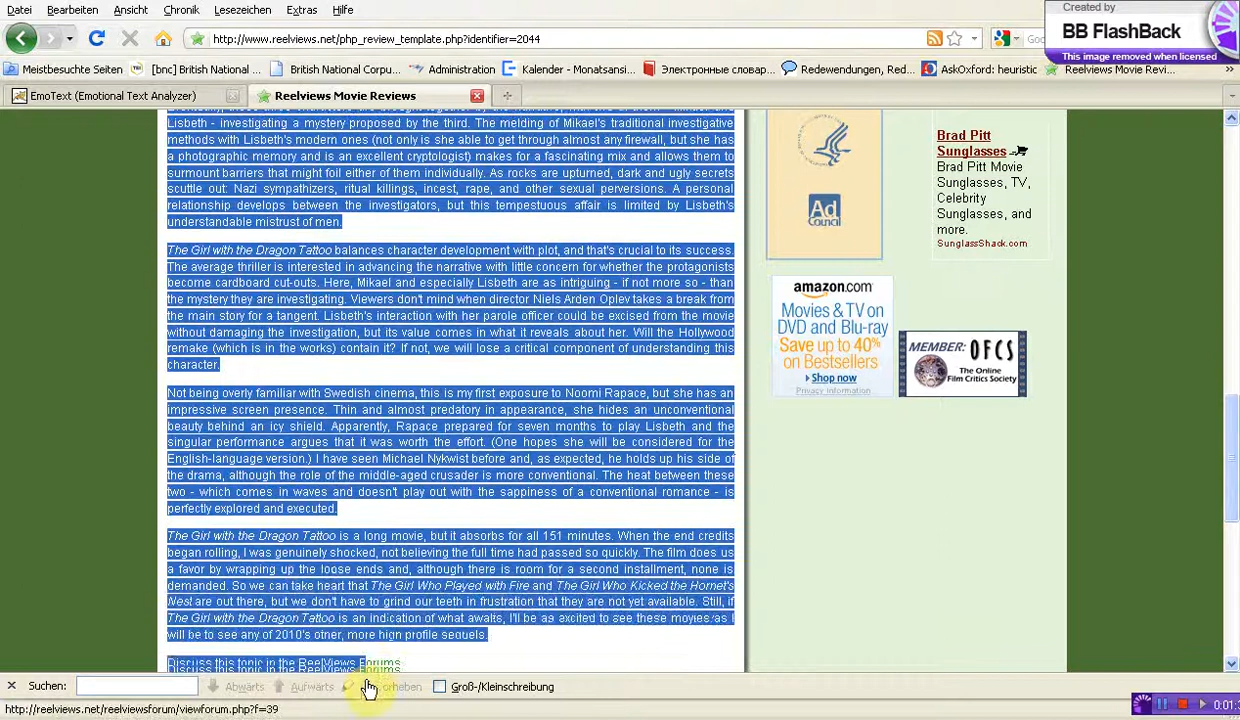 Datei Bearbeiten Ansicht Chronik Lesezeichen Extras Hilfe
Created by
BB FlashBack
This image removed when licensed
http://www.reelviews.net/php_review_template.php?identifier=2044
Goo
Meistbesuchte Seiten [bnc] British National ... British National Corpu... Administration Kalender - Monatsansi... Электронные словар... Redewendungen, Red... AskOxford: heuristic Reelviews Movie Revi... »
EmoText (Emotional Text Analyzer) Reelviews Movie Reviews
Lisbeth - investigating a mystery proposed by the third. The melding of Mikael's traditional investigative
methods with Lisbeth's modern ones (not only is she able to get through almost any firewall, but she has
a photographic memory and is an excellent cryptologist) makes for a fascinating mix and allows them to
surmount barriers that might foil either of them individually. As rocks are upturned, dark and ugly secrets
scuttle out: Nazi sympathizers, ritual killings, incest, rape, and other sexual perversions. A personal
relationship develops between the investigators, but this tempestuous affair is limited by Lisbeth's
understandable mistrust of men.
The Girl with the Dragon Tattoo balances character development with plot, and that's crucial to its success.
The average thriller is interested in advancing the narrative with little concern for whether the protagonists
become cardboard cut-outs. Here, Mikael and especially Lisbeth are as intriguing - if not more so - than
the mystery they are investigating. Viewers don't mind when director Niels Arden Oplev takes a break from
the main story for a tangent. Lisbeth's interaction with her parole officer could be excised from the movie
without damaging the investigation, but its value comes in what it reveals about her. Will the Hollywood
remake (which is in the works) contain it? If not, we will lose a critical component of understanding this
character.
Not being overly familiar with Swedish cinema, this is my first exposure to Noomi Rapace, but she has an
impressive screen presence. Thin and almost predatory in appearance, she hides an unconventional
beauty behind an icy shield. Apparently, Rapace prepared for seven months to play Lisbeth and the
singular performance argues that it was worth the effort. (One hopes she will be considered for the
English-language version.) I have seen Michael Nykwist before and, as expected, he holds up his side of
the drama, although the role of the middle-aged crusader is more conventional. The heat between these
two - which comes in waves and doesn't play out with the sappiness of a conventional romance - is
perfectly explored and executed.
The Girl with the Dragon Tattoo is a long movie, but it absorbs for all 151 minutes. When the end credits
began rolling, I was genuinely shocked, not believing the full time had passed so quickly. The film does us
a favor by wrapping up the loose ends and, although there is room for a second installment, none is
demanded. So we can take heart that The Girl Who Played with Fire and The Girl Who Kicked the Hornet's
Nest are out there, but we don't have to grind our teeth in frustration that they are not yet available. Still, if
The Girl with the Dragon Tattoo is an indication of what awaits, I'll be as excited to see these movies as I
will be to see any of 2010's other, more high profile sequels.
Discuss this topic in the ReelViews Forums
Discuss this topic in the ReelViews Forums
Ad
Council
Brad Pitt
Sunglasses
Brad Pitt Movie
Sunglasses, TV,
Celebrity
Sunglasses, and
more.
SunglassShack.com
amazon.com
Movies & TV on
DVD and Blu-ray
Save up to 40%
on Bestsellers
Shop now
Privacy Information
MEMBER: OFCS
The Online
Film Critics Society
Suchen: Abwärts Aufwärts Groß-/Kleinschreibung
http://reelviews.net/reelviewsforum/viewforum.php?f=39